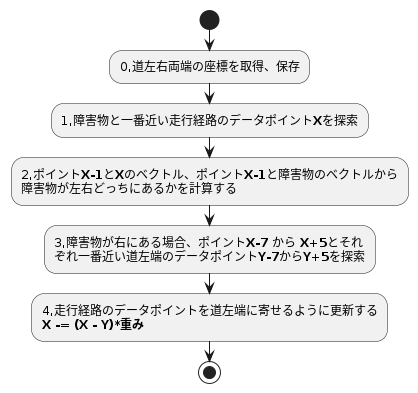 0,道左右両端の座標を取得、保存
1,障害物と一番近い走行経路のデータポイントXを探索
2,ポイントX-1とXのベクトル、ポイントX-1と障害物のベクトルから
障害物が左右どっちにあるかを計算する
3,障害物が右にある場合、ポイントX-7 から X+5とそれ
ぞれ一番近い道左端のデータポイントY-7からY+5を探索
4,走行経路のデータポイントを道左端に寄せるように更新する
X -= (X - Y)*重み